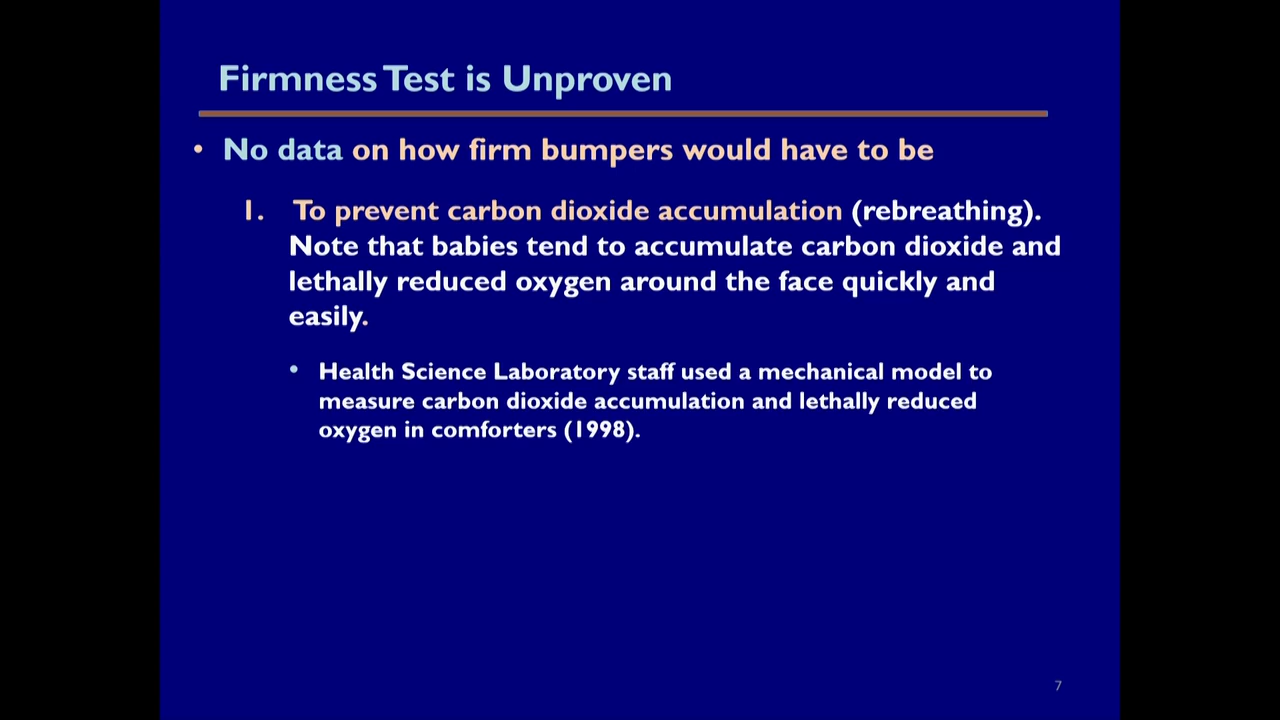 Firmness Test is Unproven
• No data on how firm bumpers would have to be
1. To prevent carbon dioxide accumulation (rebreathing).
Note that babies tend to accumulate carbon dioxide and
lethally reduced oxygen around the face quickly and
easily.
• Health Science Laboratory staff used a mechanical model to
measure carbon dioxide accumulation and lethally reduced
oxygen in comforters (1998).
7